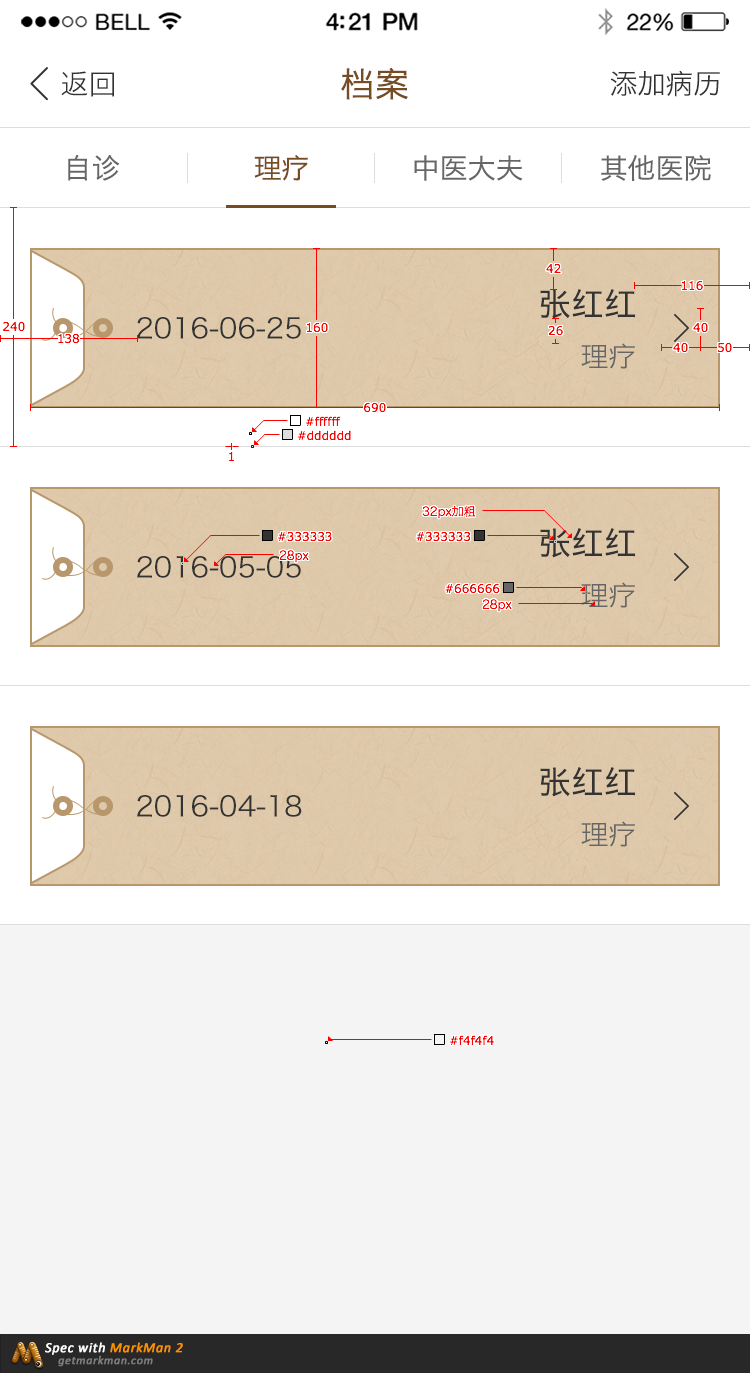 BELL 4:21 PM 22%
返回 档案 添加病历
自诊 理疗 中医大夫 其他医院
42
116
张红红
240 138 2016-06-25 160 26 40
理疗 40 50
690
#ffffff
#dddddd
1
32px加粗
#333333 #333333 张红红
2016-05-05 28px
#666666 理疗
28px
张红红
2016-04-18
理疗
#f4f4f4
Spec with MarkMan 2
getmarkman.com